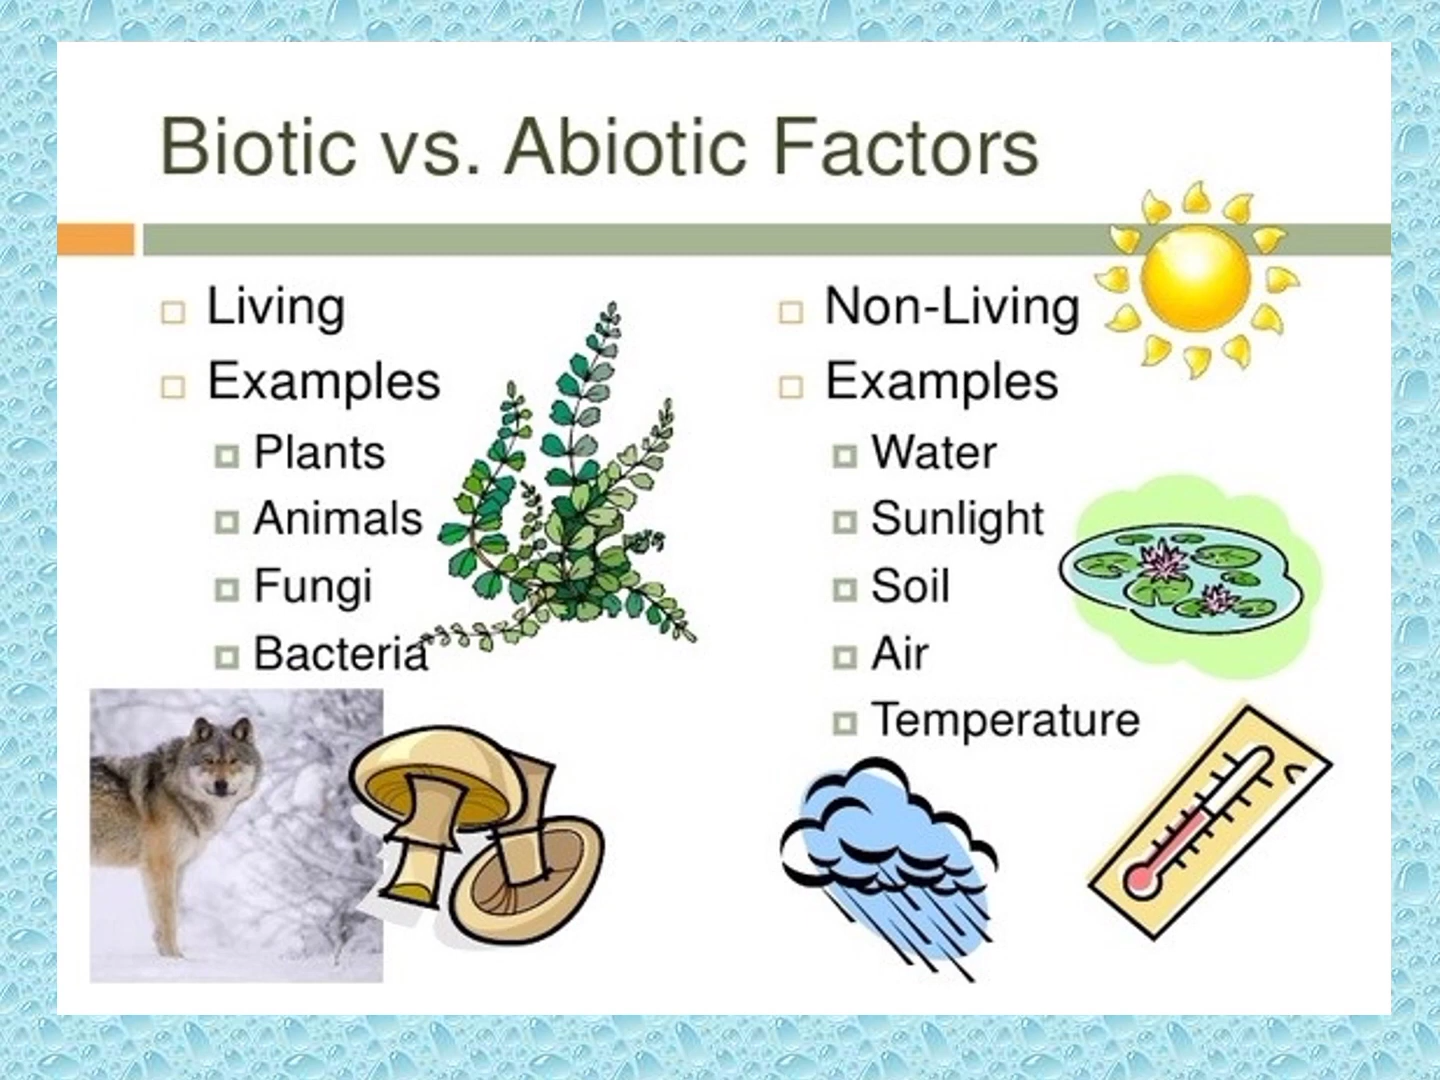 Biotic vs. Abiotic Factors
Living
Examples
Plants
Animals
Fungi
Bacteria
Non-Living
Examples
Water
Sunlight
Soil
Air
Temperature